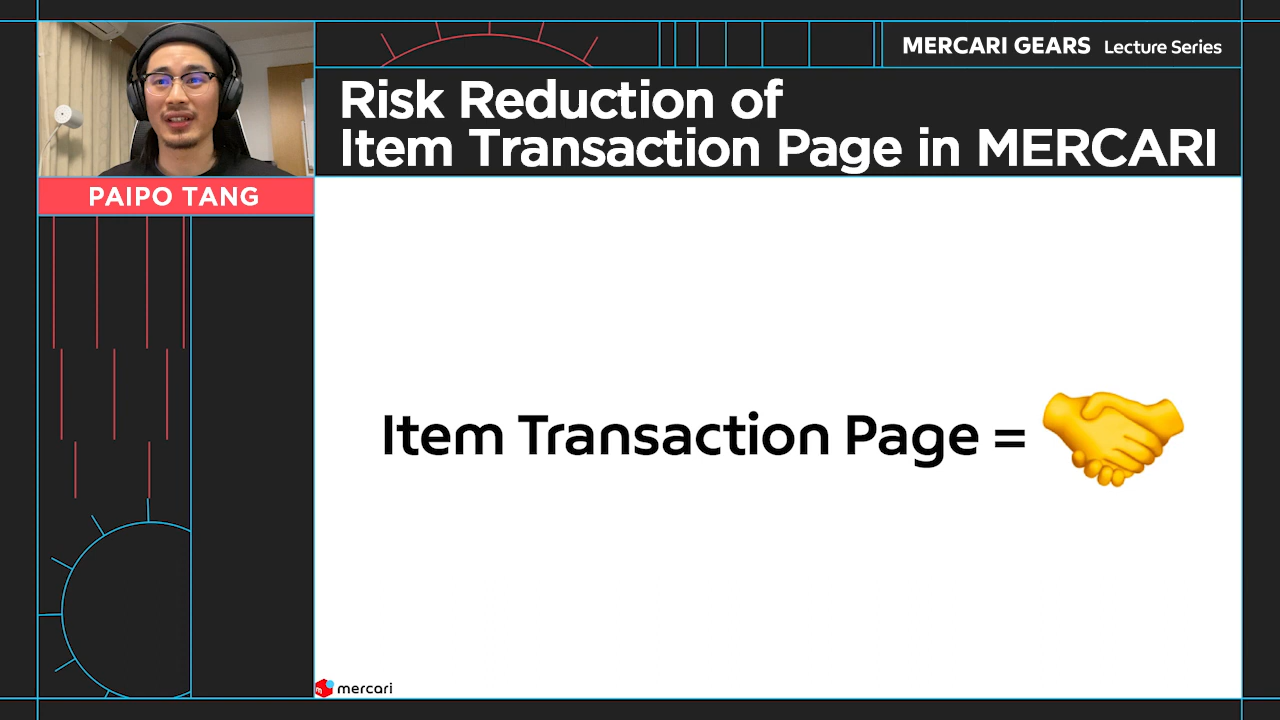 MERCARI GEARS Lecture Series
Risk Reduction of
Item Transaction Page in MERCARI
PAIPO TANG
Item Transaction Page = 🤝
mercari